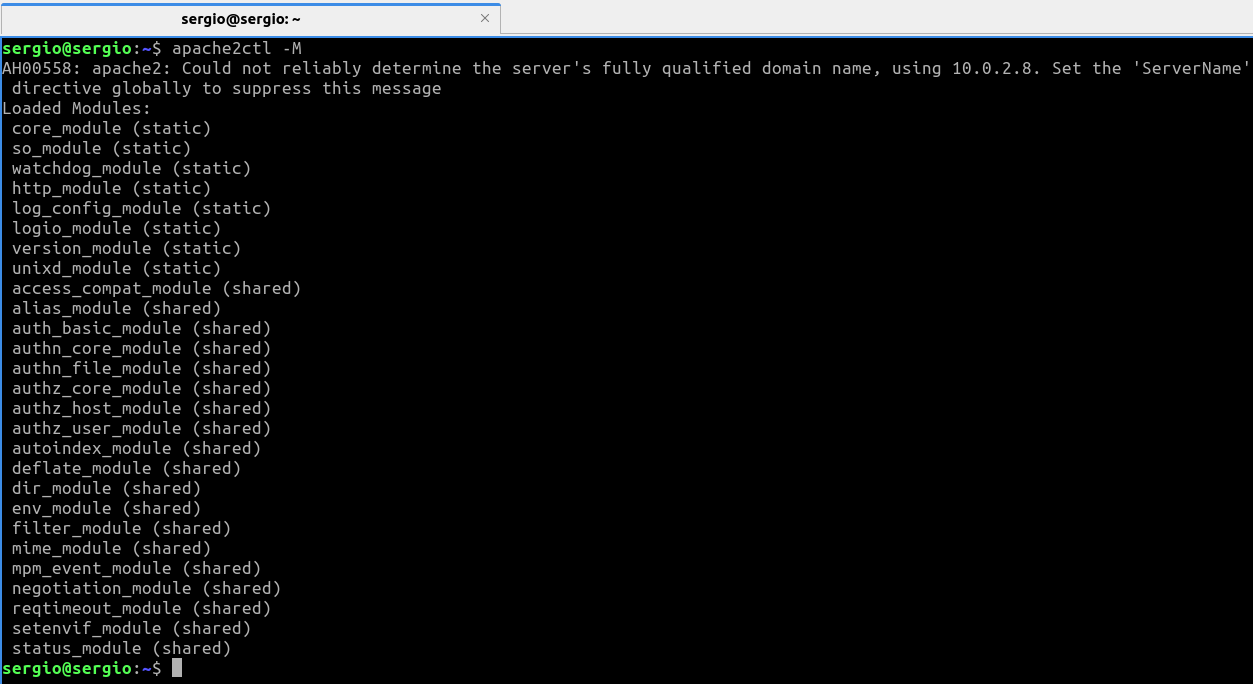 sergio@sergio: ~
sergio@sergio:~$ apache2ctl -M
AH00558: apache2: Could not reliably determine the server's fully qualified domain name, using 10.0.2.8. Set the 'ServerName'
directive globally to suppress this message
Loaded Modules:
core_module (static)
so_module (static)
watchdog_module (static)
http_module (static)
log_config_module (static)
logio_module (static)
version_module (static)
unixd_module (static)
access_compat_module (shared)
alias_module (shared)
auth_basic_module (shared)
authn_core_module (shared)
authn_file_module (shared)
authz_core_module (shared)
authz_host_module (shared)
authz_user_module (shared)
autoindex_module (shared)
deflate_module (shared)
dir_module (shared)
env_module (shared)
filter_module (shared)
mime_module (shared)
mpm_event_module (shared)
negotiation_module (shared)
reqtimeout_module (shared)
setenvif_module (shared)
status_module (shared)
sergio@sergio:~$